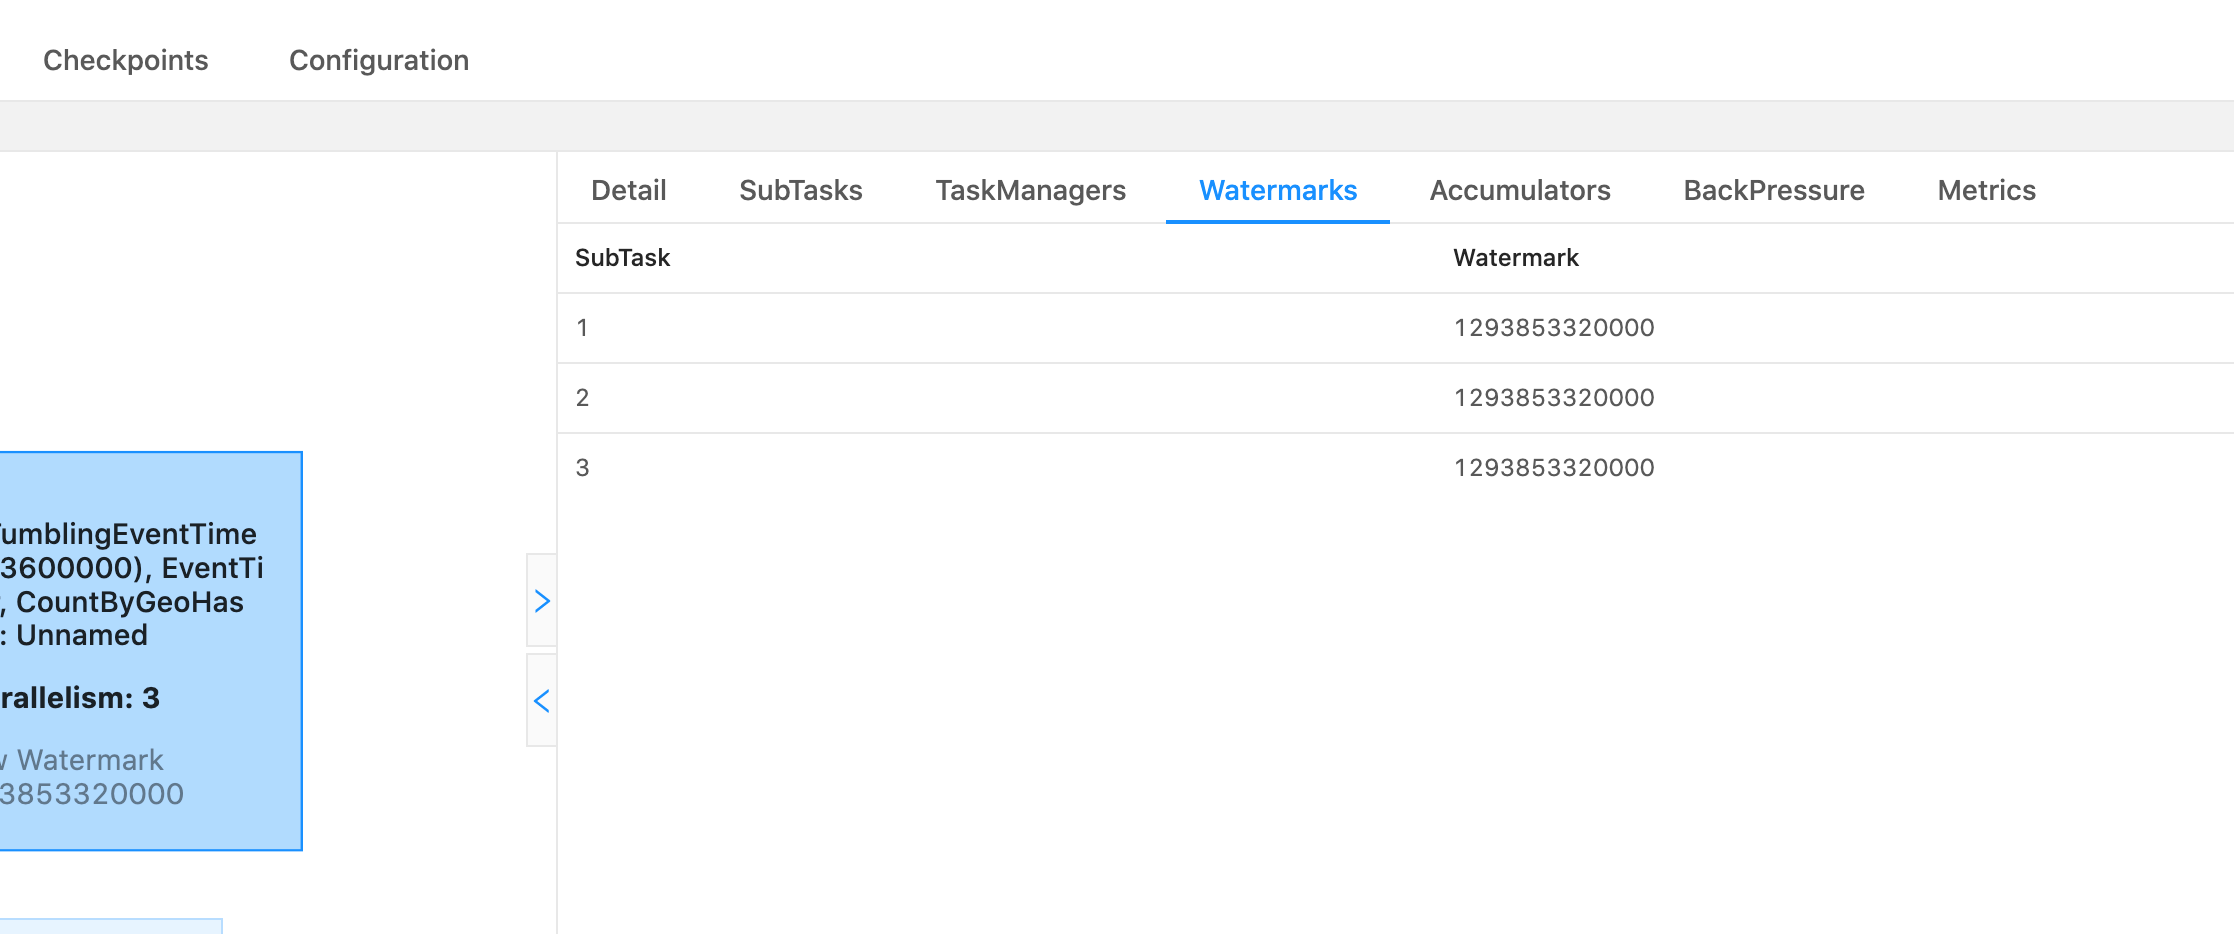 Checkpoints Configuration
Detail SubTasks TaskManagers Watermarks Accumulators BackPressure Metrics
SubTask Watermark
1 1293853320000
2 1293853320000
3 1293853320000
TumblingEventTime
3600000), EventTi
, CountByGeoHas
: Unnamed
rallelism: 3
w Watermark
3853320000